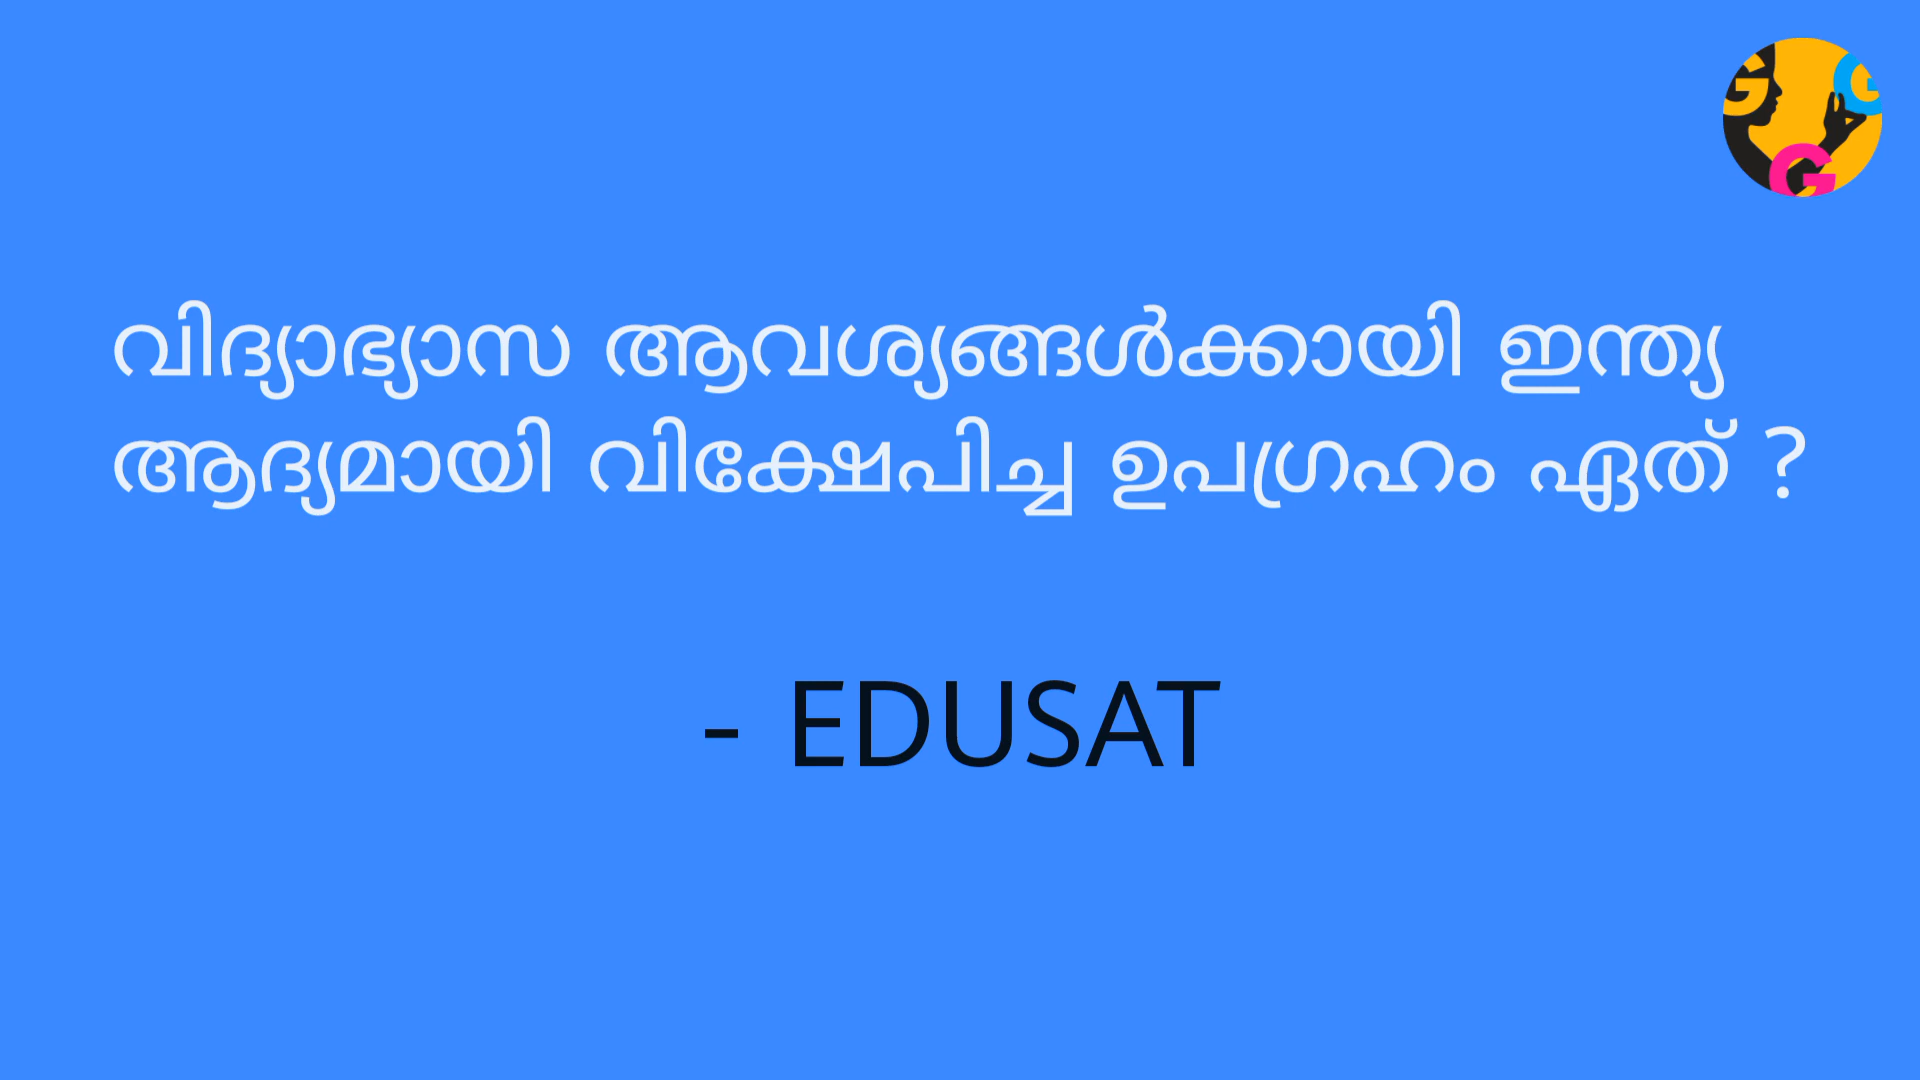 വിദ്യാഭ്യാസ ആവശ്യങ്ങൾക്കായി ഇന്ത്യ
ആദ്യമായി വിക്ഷേപിച്ച ഉപഗ്രഹം ഏത് ?
- EDUSAT
G G
G